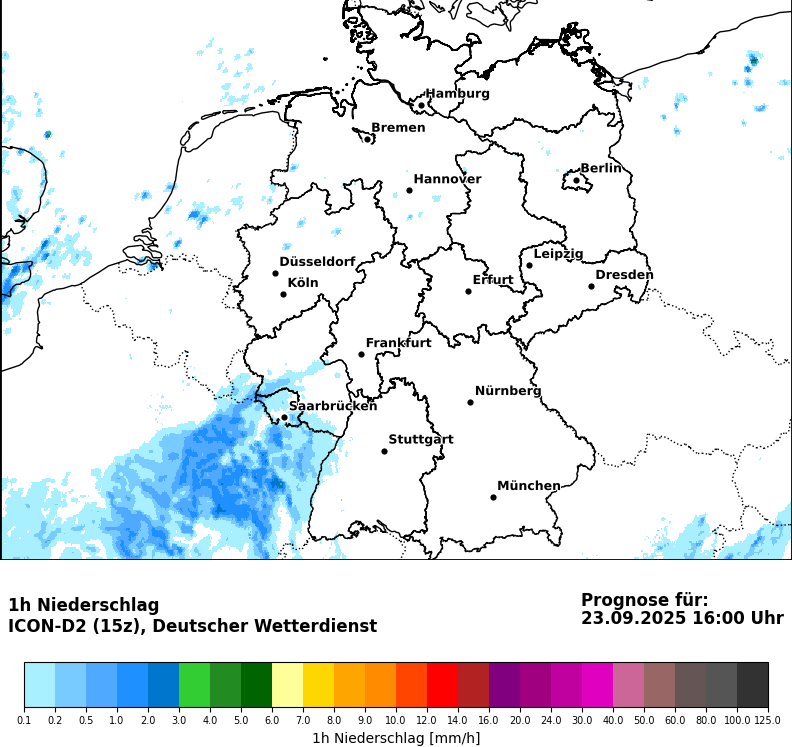 Hamburg
Bremen
Berlin
Hannover
Leipzig
Düsseldorf
Dresden
Köln
Erfurt
Frankfurt
Nürnberg
Saarbrücken
Stuttgart
München
1h Niederschlag
ICON-D2 (15z), Deutscher Wetterdienst
Prognose für:
23.09.2025 16:00 Uhr
0.1 0.2 0.5 1.0 2.0 3.0 4.0 5.0 6.0 7.0 8.0 9.0 10.0 12.0 14.0 16.0 20.0 24.0 30.0 40.0 50.0 60.0 80.0 100.0 125.0
1h Niederschlag [mm/h]